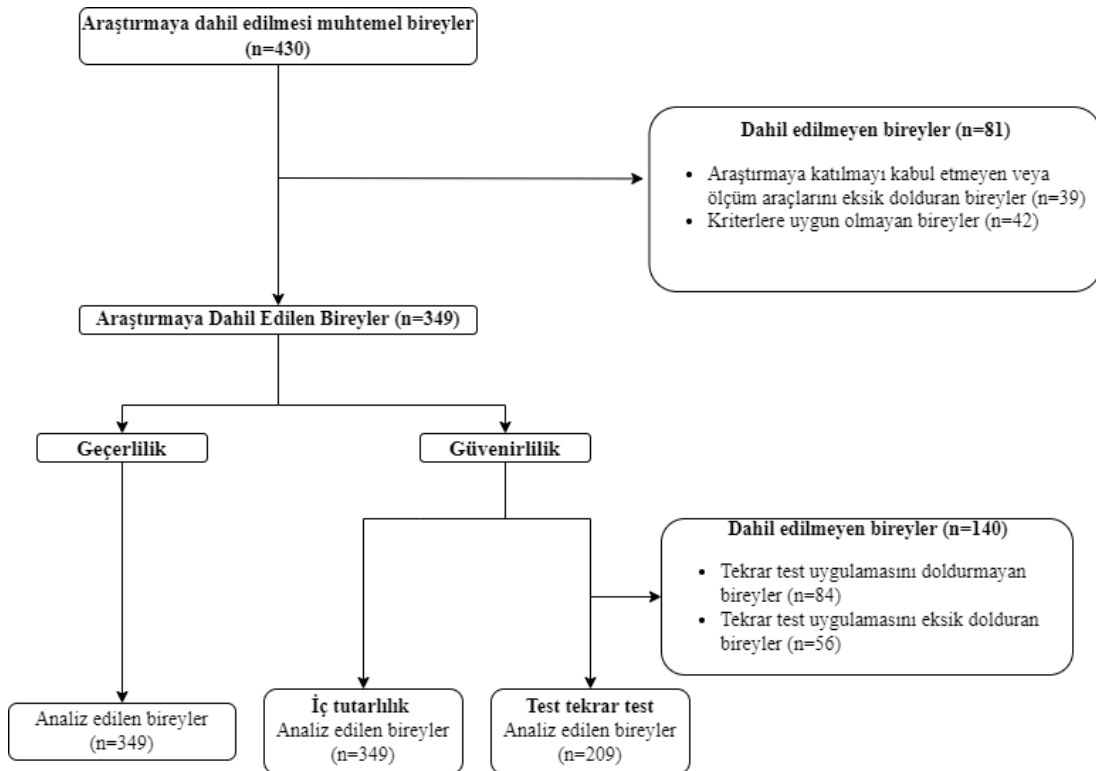 Araştırmaya dahil edilmesi muhtemel bireyler
(n=430)
Dahil edilmeyen bireyler (n=81)
• Araştırmaya katılmayı kabul etmeyen veya
ölçüm araçlarını eksik dolduran bireyler (n=39)
• Kriterlere uygun olmayan bireyler (n=42)
Araştırmaya Dahil Edilen Bireyler (n=349)
Geçerlilik
Güvenirlilik
Dahil edilmeyen bireyler (n=140)
• Tekrar test uygulamasını doldurmayan
bireyler (n=84)
• Tekrar test uygulamasını eksik dolduran
bireyler (n=56)
Analiz edilen bireyler
(n=349)
İç tutarlılık
Analiz edilen bireyler
(n=349)
Test tekrar test
Analiz edilen bireyler
(n=209)